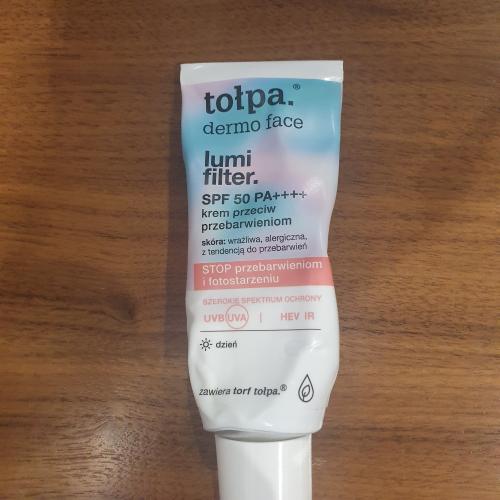 tołpa.®
dermo face
lumi
filter.
SPF 50 PA++++
krem przeciw
przebarwieniom
skóra: wrażliwa, alergiczna,
z tendencją do przebarwień
STOP przebarwieniom
i fotostarzeniu
SZEROKIE SPEKTRUM OCHRONY
UVB UVA | HEV IR
dzień
zawiera torf tołpa.®